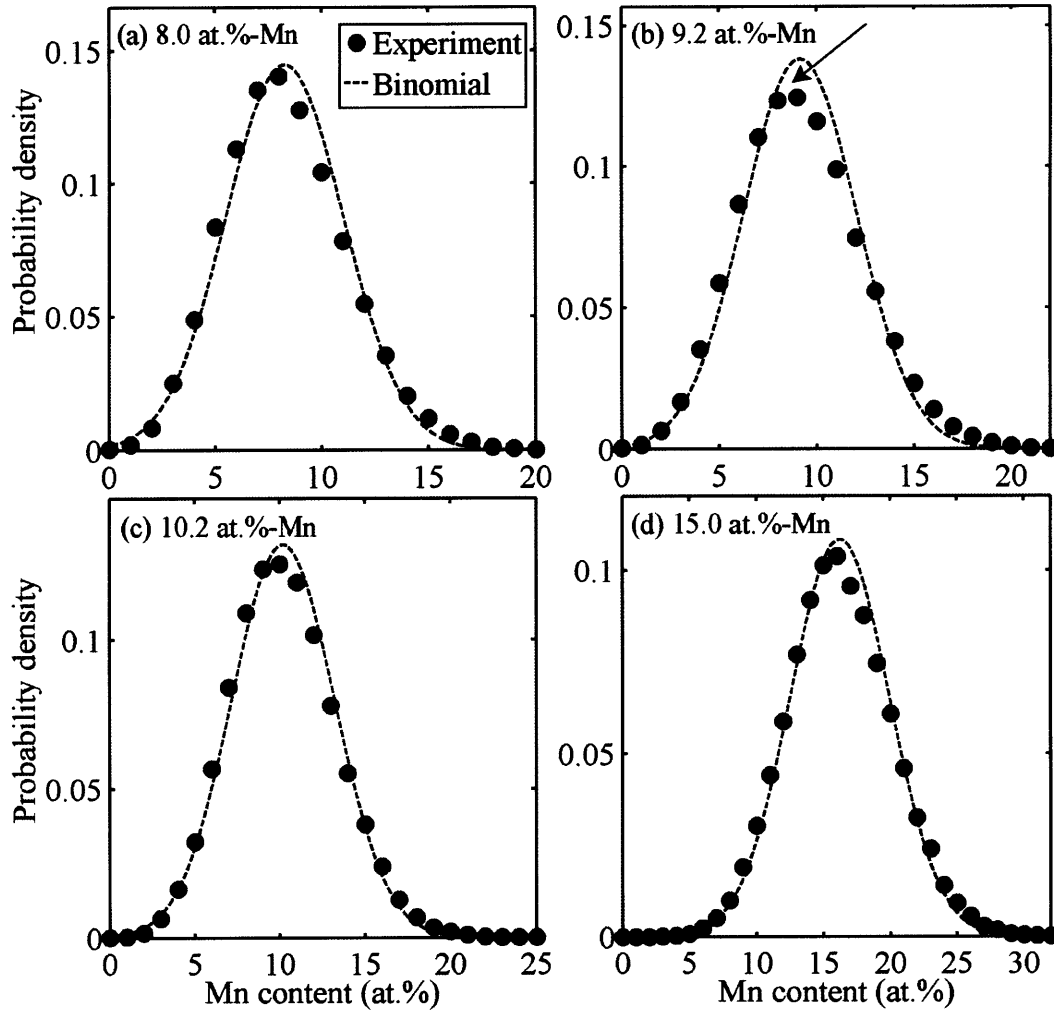 (a) 8.0 at.%-Mn
Experiment
Binomial
Probability density
0.15
0.1
0.05
0
0 5 10 15 20
(b) 9.2 at.%-Mn
0.15
0.1
0.05
0
0 5 10 15
(c) 10.2 at.%-Mn
Probability density
0.1
0.05
0
0 5 10 15 20 25
Mn content (at.%)
(d) 15.0 at.%-Mn
0.1
0.05
0
0 5 10 15 20 25 30
Mn content (at.%)